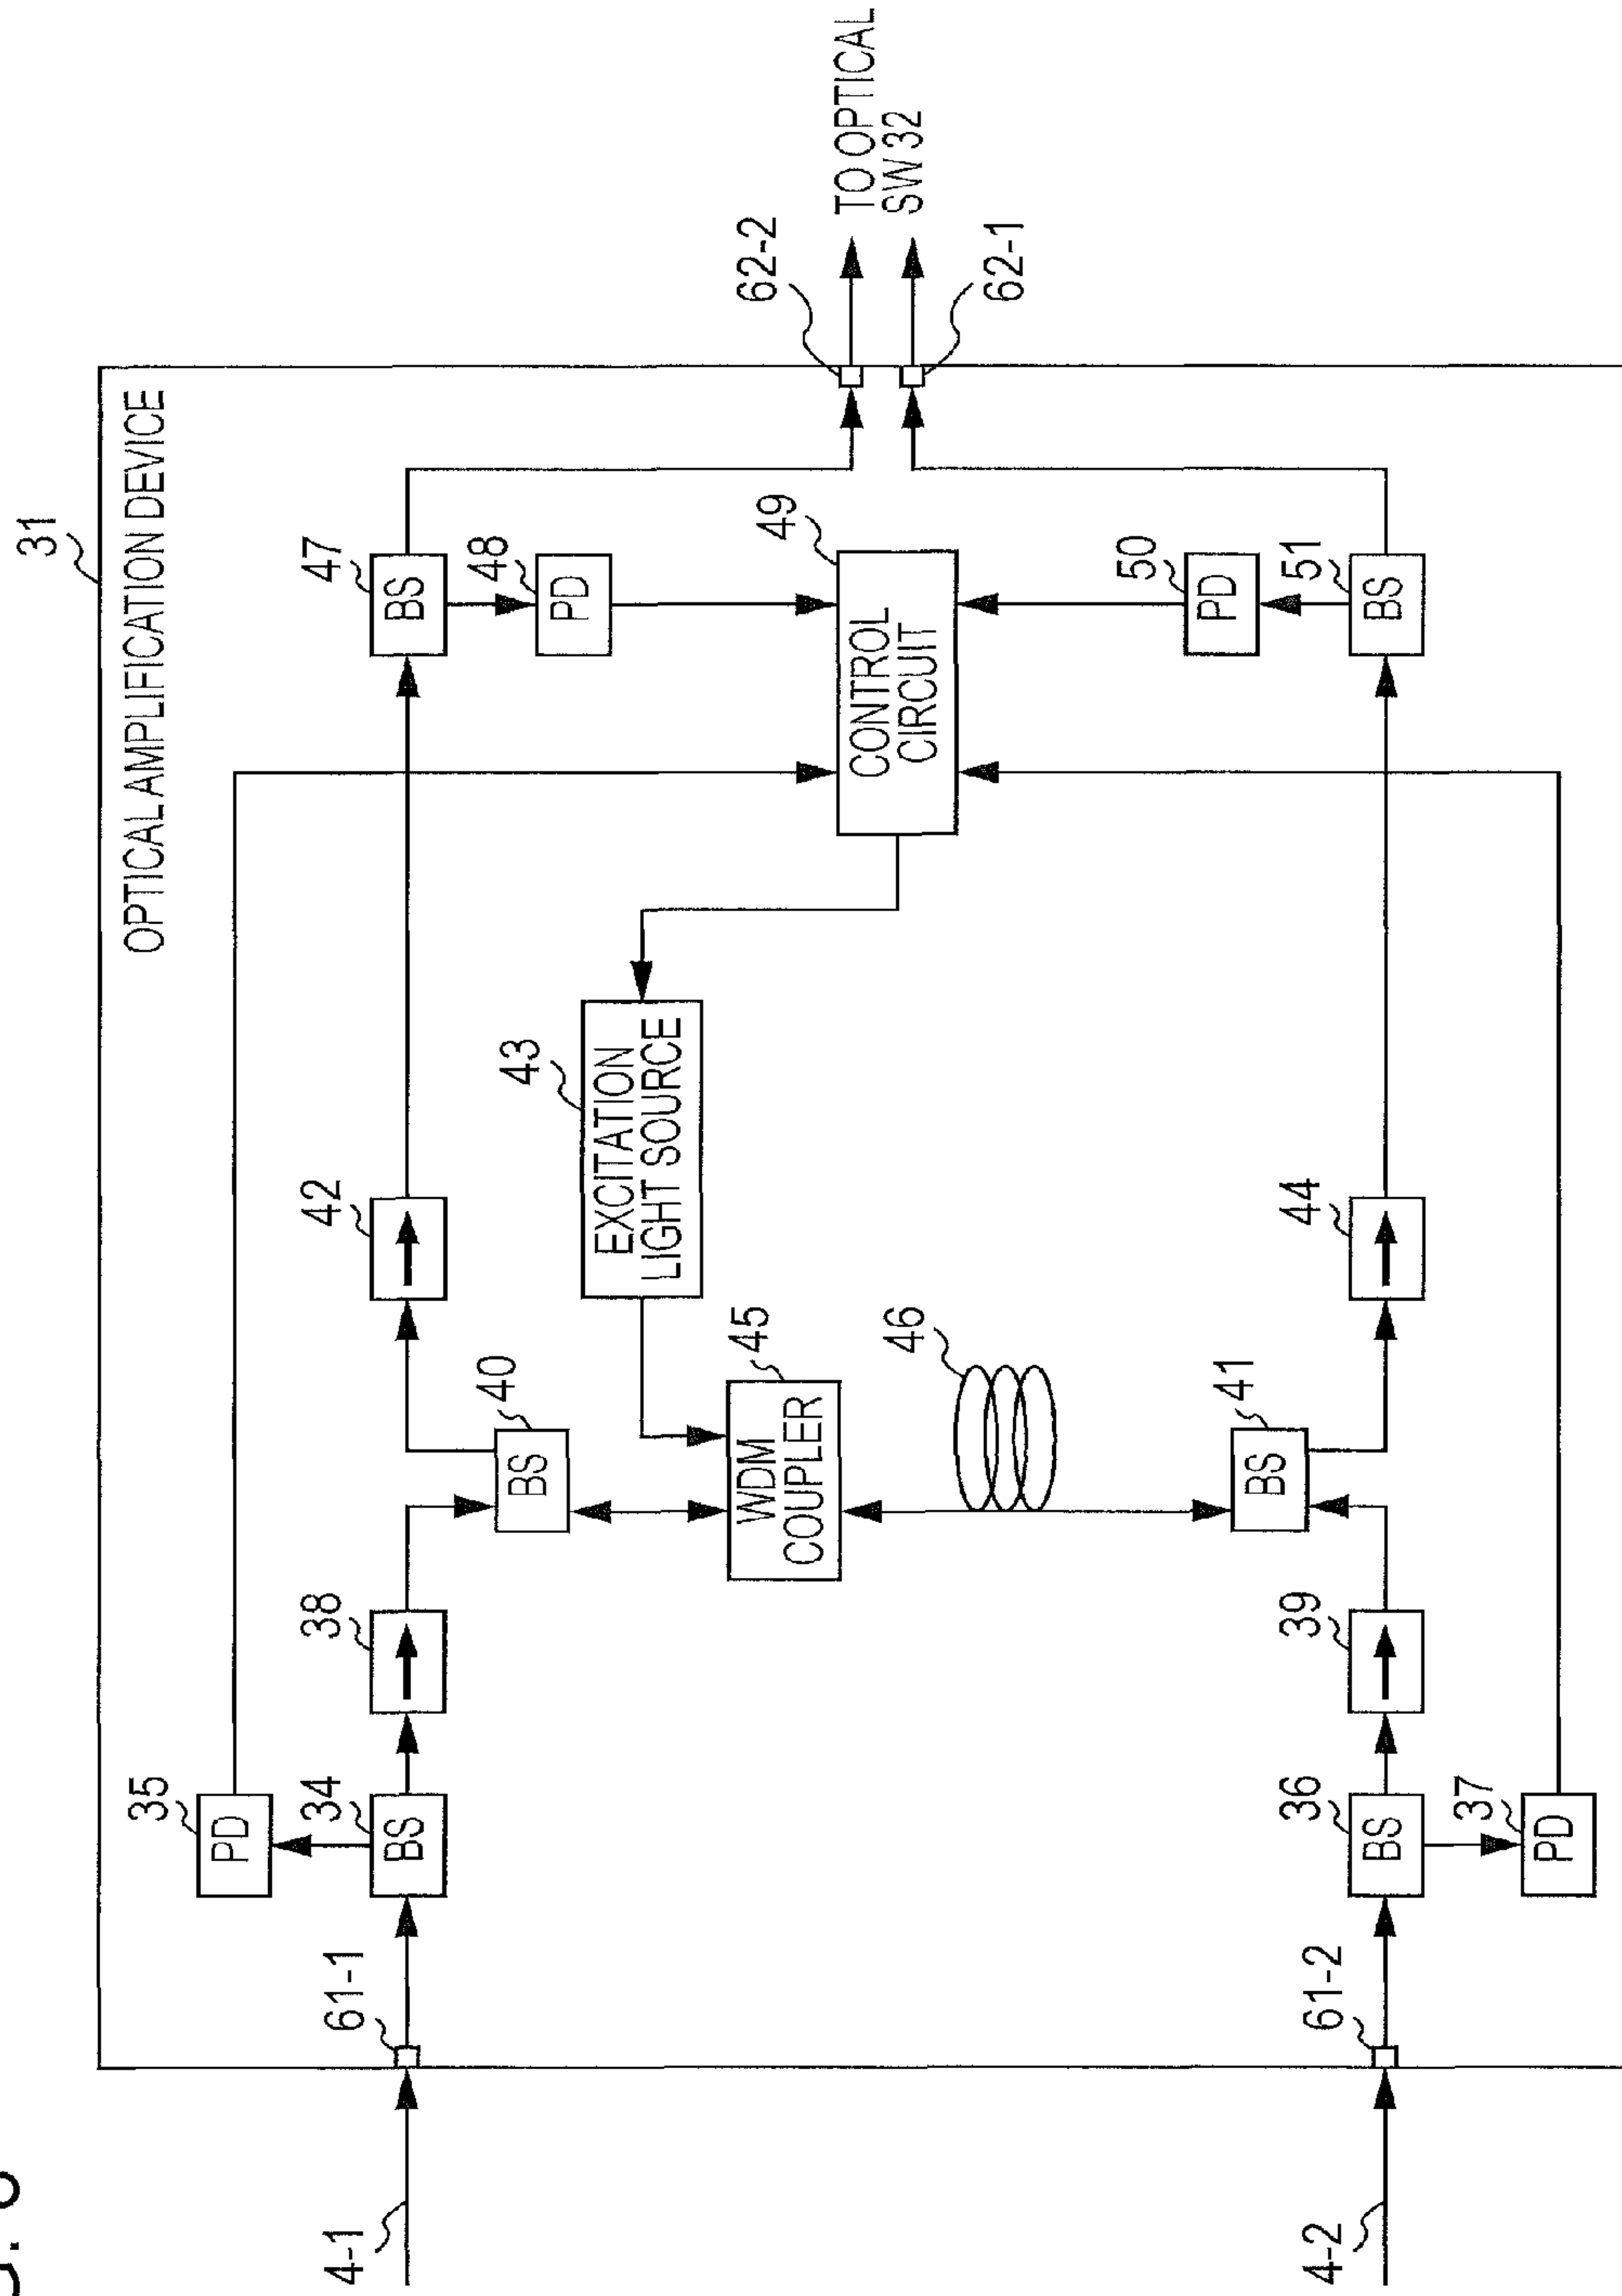 31
OPTICAL AMPLIFICATION DEVICE
35
PD
34
BS
38
42
47
BS
48
PD
61-1
4-1
40
BS
43
EXCITATION
LIGHT SOURCE
45
WDM
COUPLER
46
49
CONTROL
CIRCUIT
62-2
TO OPTICAL
SW 32
62-1
41
BS
50
PD
51
BS
61-2
4-2
36
BS
37
PD
39
44